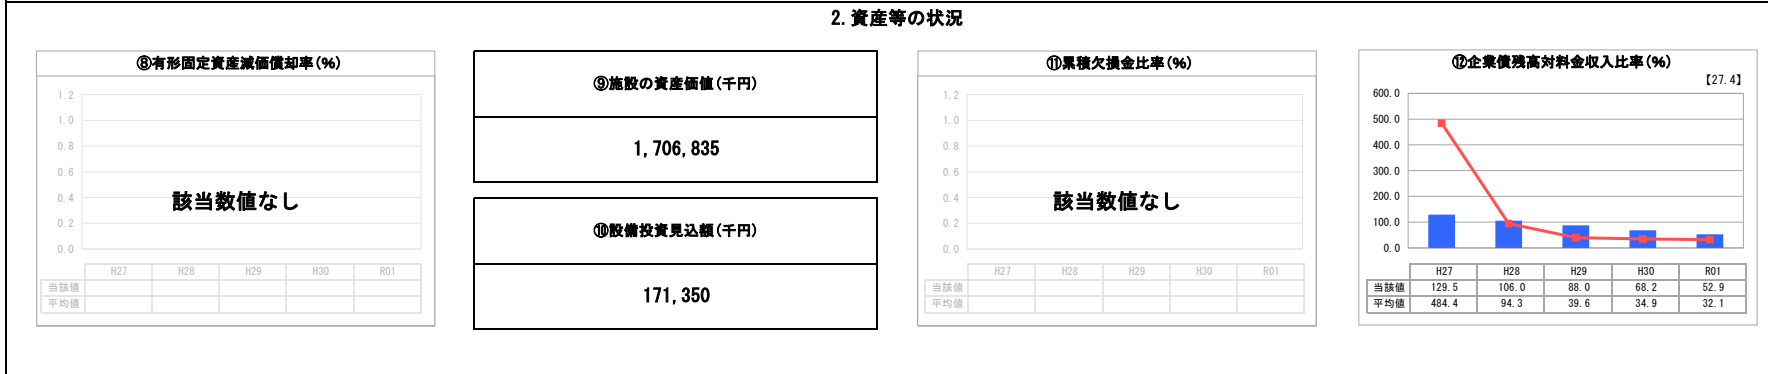 2. 資産等の状況
⑧有形固定資産減価償却率(%)
1.2
1.0
0.8
0.6
0.4
0.2
0.0
該当数値なし
H27 H28 H29 H30 R01
当該値
平均値
⑨施設の資産価値(千円)
1,706,835
⑩設備投資見込額(千円)
171,350
⑪累積欠損金比率(%)
1.2
1.0
0.8
0.6
0.4
0.2
0.0
該当数値なし
H27 H28 H29 H30 R01
当該値
平均値
⑫企業債残高対料金収入比率(%)
【27.4】
600.0
500.0
400.0
300.0
200.0
100.0
0.0
H27 H28 H29 H30 R01
当該値 129.5 106.0 88.0 68.2 52.9
平均値 484.4 94.3 39.6 34.9 32.1